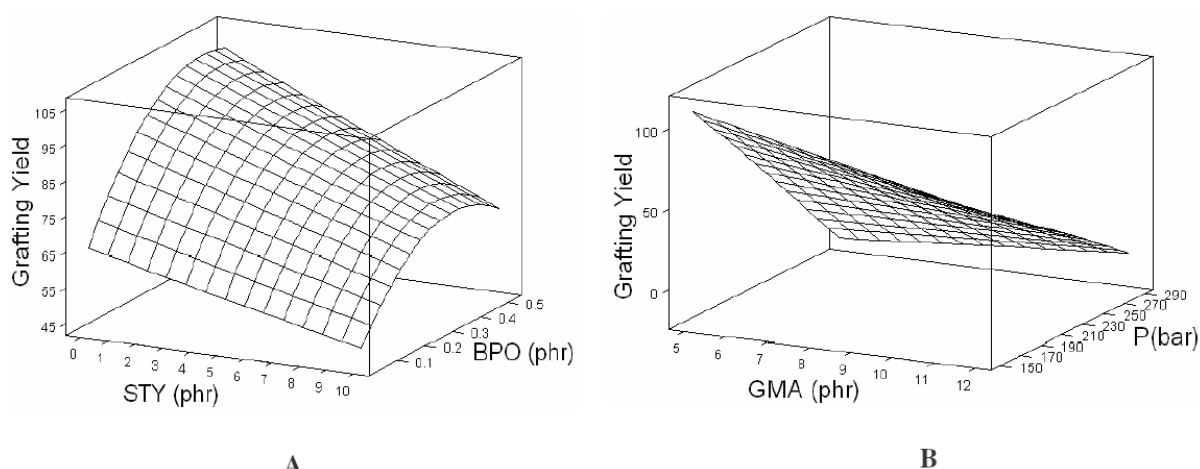 Grafting Yield
105
95
85
75
65
55
45
0 1 2 3 4 5 6 7 8 9 10
STY (phr)
0.1 0.2 0.3 0.4 0.5
BPO (phr)
A
Grafting Yield
100
50
0
5 6 7 8 9 10 11 12
GMA (phr)
150 170 190 210 230 250 270 290
P(bar)
B